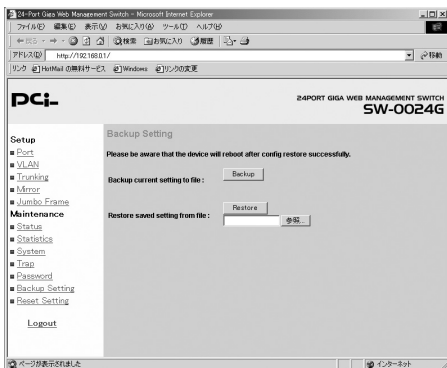 24-Port Giga Web Management Switch - Microsoft Internet Explorer
ファイル(F) 編集(E) 表示(V) お気に入り(A) ツール(T) ヘルプ(H)
戻る 検索 お気に入り 履歴
アドレス(D) http://192.168.0.1/ 移動
リンク HotMail の無料サービス Windows リンクの変更
PCi
24PORT GIGA WEB MANAGEMENT SWITCH
SW-0024G
Setup
Port
VLAN
Trunking
Mirror
Jumbo Frame
Maintenance
Status
Statistics
System
Trap
Password
Backup Setting
Reset Setting
Logout
Backup Setting
Please be aware that the device will reboot after config restore successfully.
Backup current setting to file : Backup
Restore saved setting from file : Restore
参照...
ページが表示されました インターネット